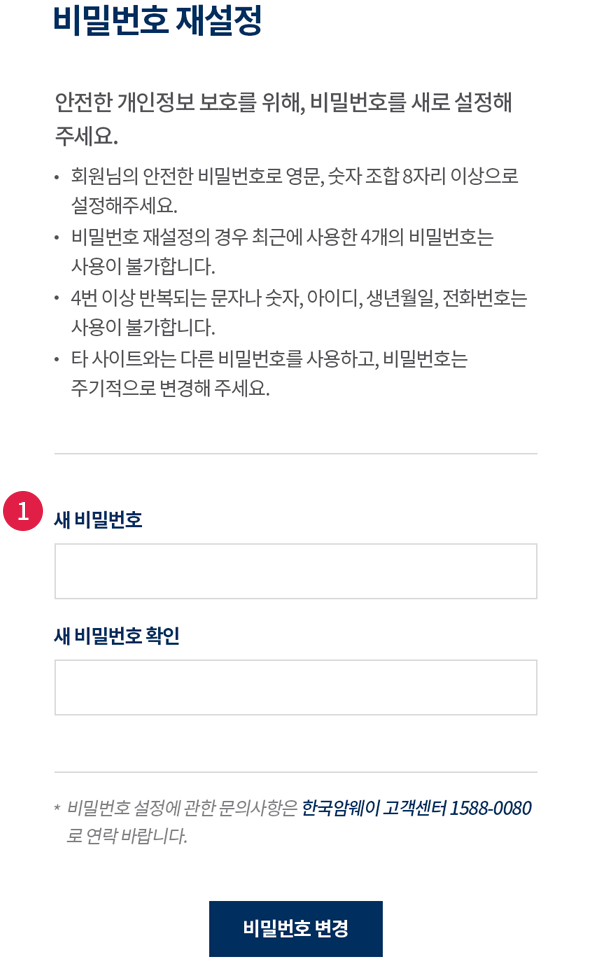 비밀번호 재설정
안전한 개인정보 보호를 위해, 비밀번호를 새로 설정해
주세요.
• 회원님의 안전한 비밀번호로 영문, 숫자 조합 8자리 이상으로
설정해주세요.
• 비밀번호 재설정의 경우 최근에 사용한 4개의 비밀번호는
사용이 불가합니다.
• 4번 이상 반복되는 문자나 숫자, 아이디, 생년월일, 전화번호는
사용이 불가합니다.
• 타 사이트와는 다른 비밀번호를 사용하고, 비밀번호는
주기적으로 변경해 주세요.
1
새 비밀번호
새 비밀번호 확인
* 비밀번호 설정에 관한 문의사항은 한국암웨이 고객센터 1588-0080
로 연락 바랍니다.
비밀번호 변경